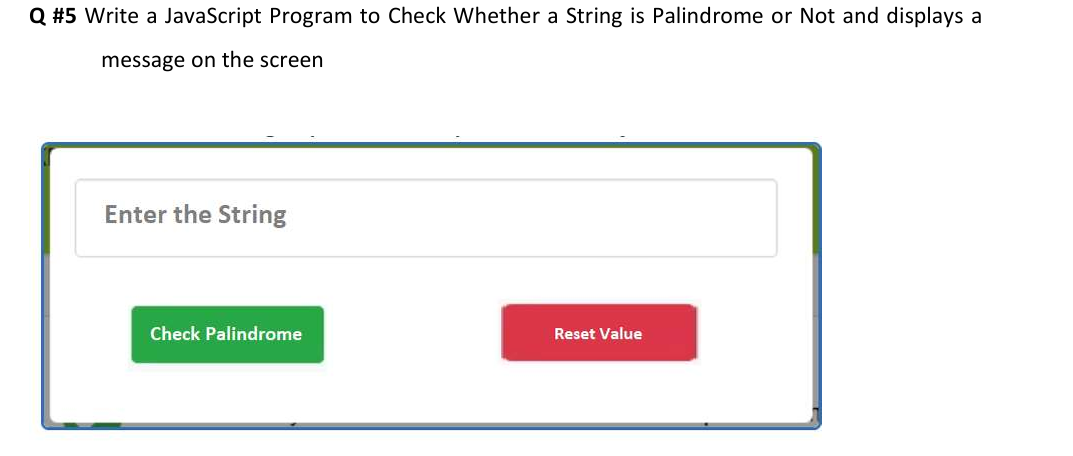 Q #5 Write a JavaScript Program to Check Whether a String is Palindrome or Not and displays a
message on the screen
Enter the String
Check Palindrome
Reset Value